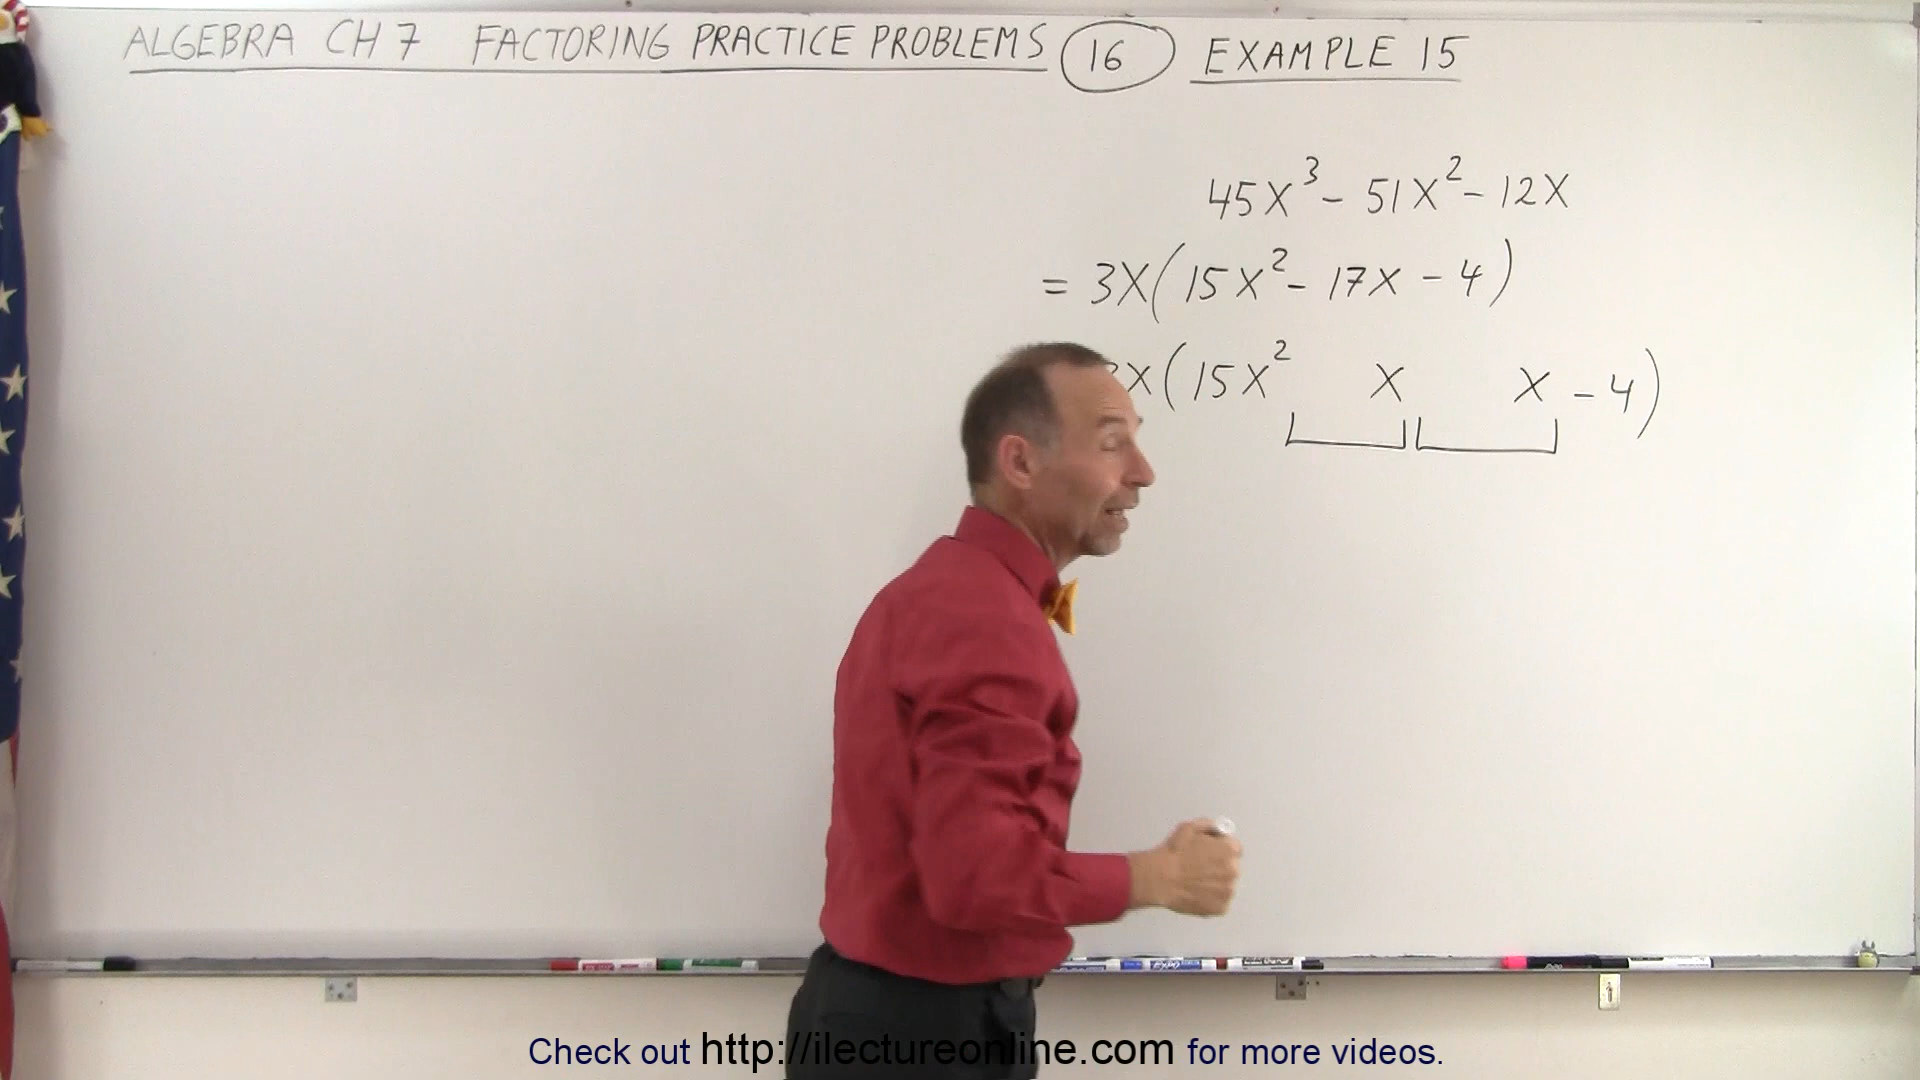 ALGEBRA CH 7 FACTORING PRACTICE PROBLEMS 16 EXAMPLE 15
45X³ - 51X² - 12X
= 3X(15X² - 17X - 4)
X(15X² X X - 4)
Check out http://ilectureonline.com for more videos.